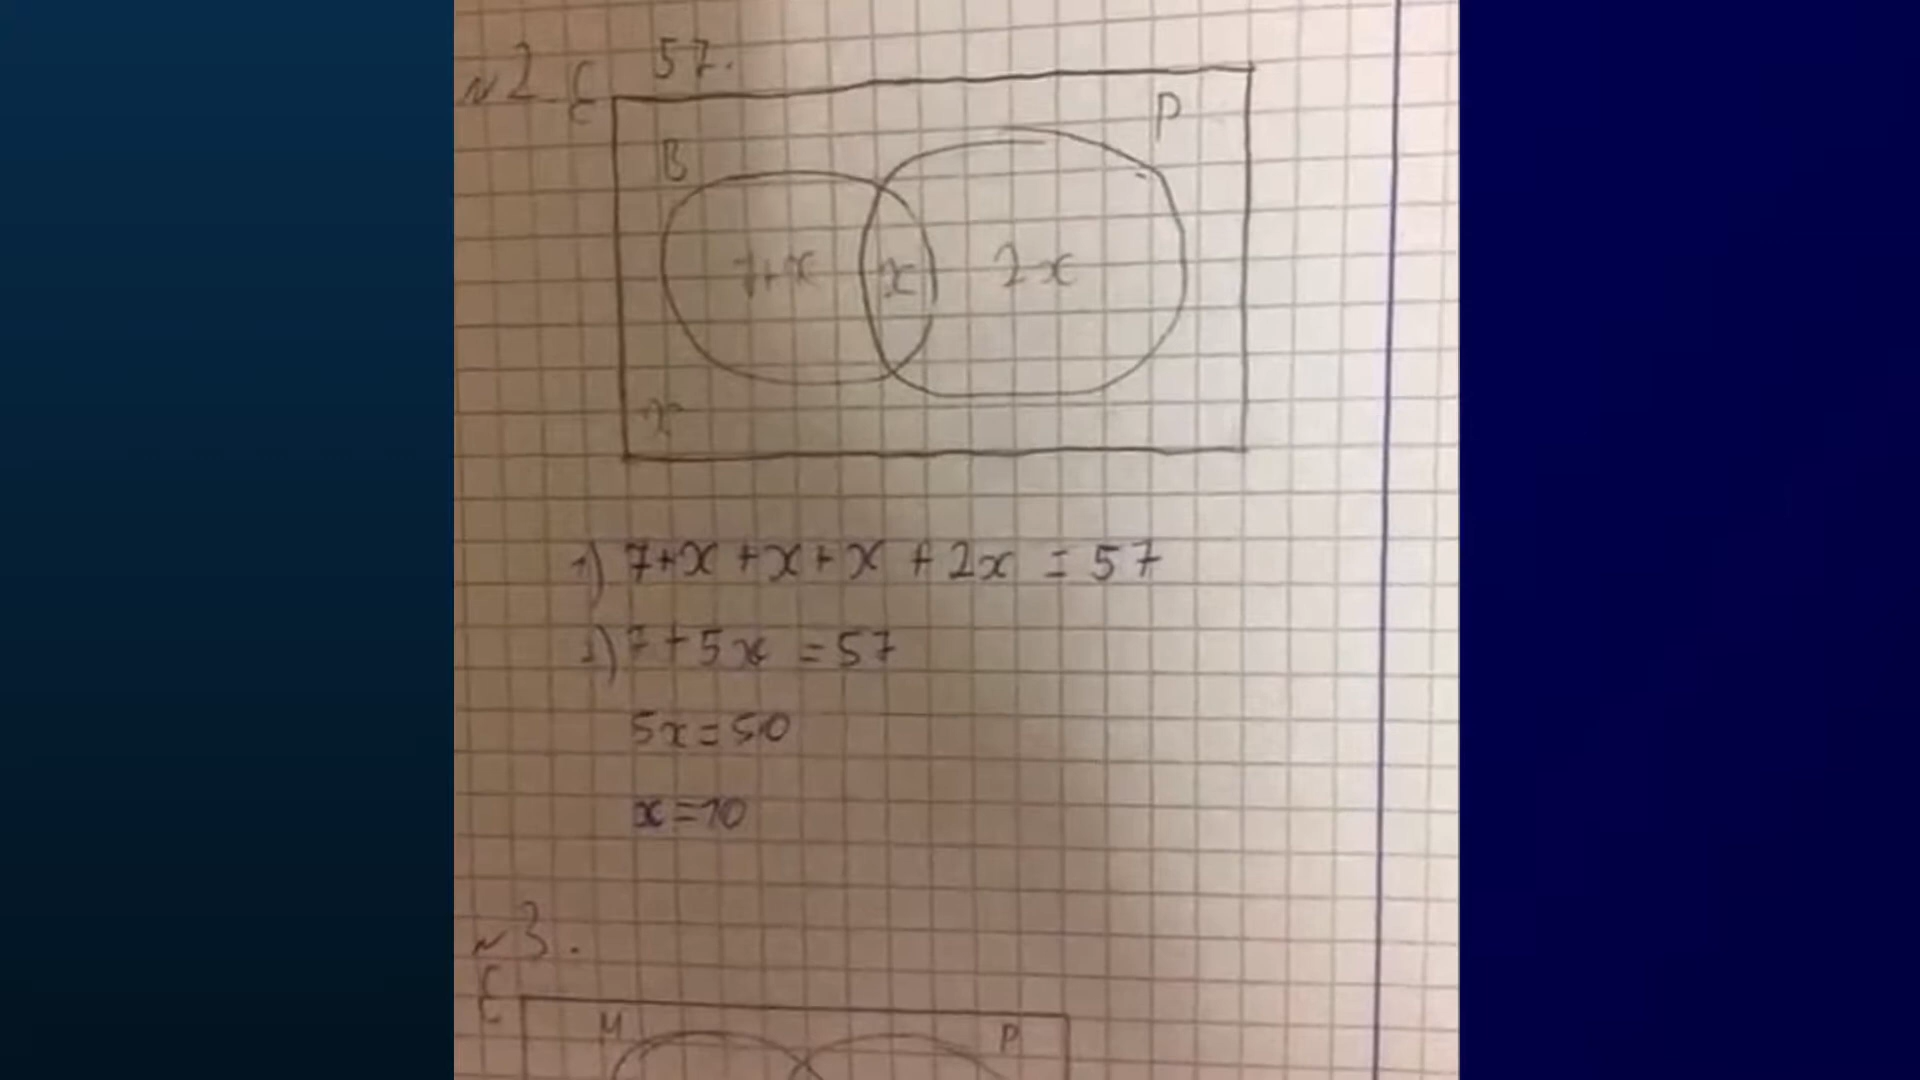 №2 57.
ℰ
P
B
7+x x 2x
x
1) 7+x+x+x+2x=57
2) 7+5x=57
5x=50
x=10
№3.
ℰ
M P